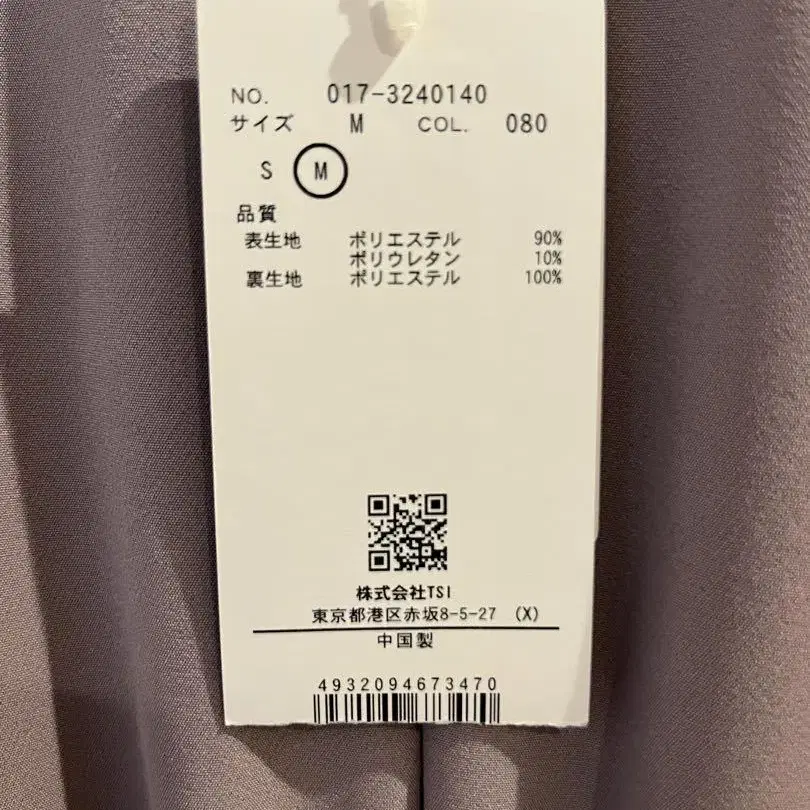 NO. 017-3240140
サイズ M COL. 080
S M
品質
表生地 ポリエステル 90%
ポリウレタン 10%
裏生地 ポリエステル 100%
株式会社TSI
東京都港区赤坂8-5-27 (X)
中国製
4932094673470